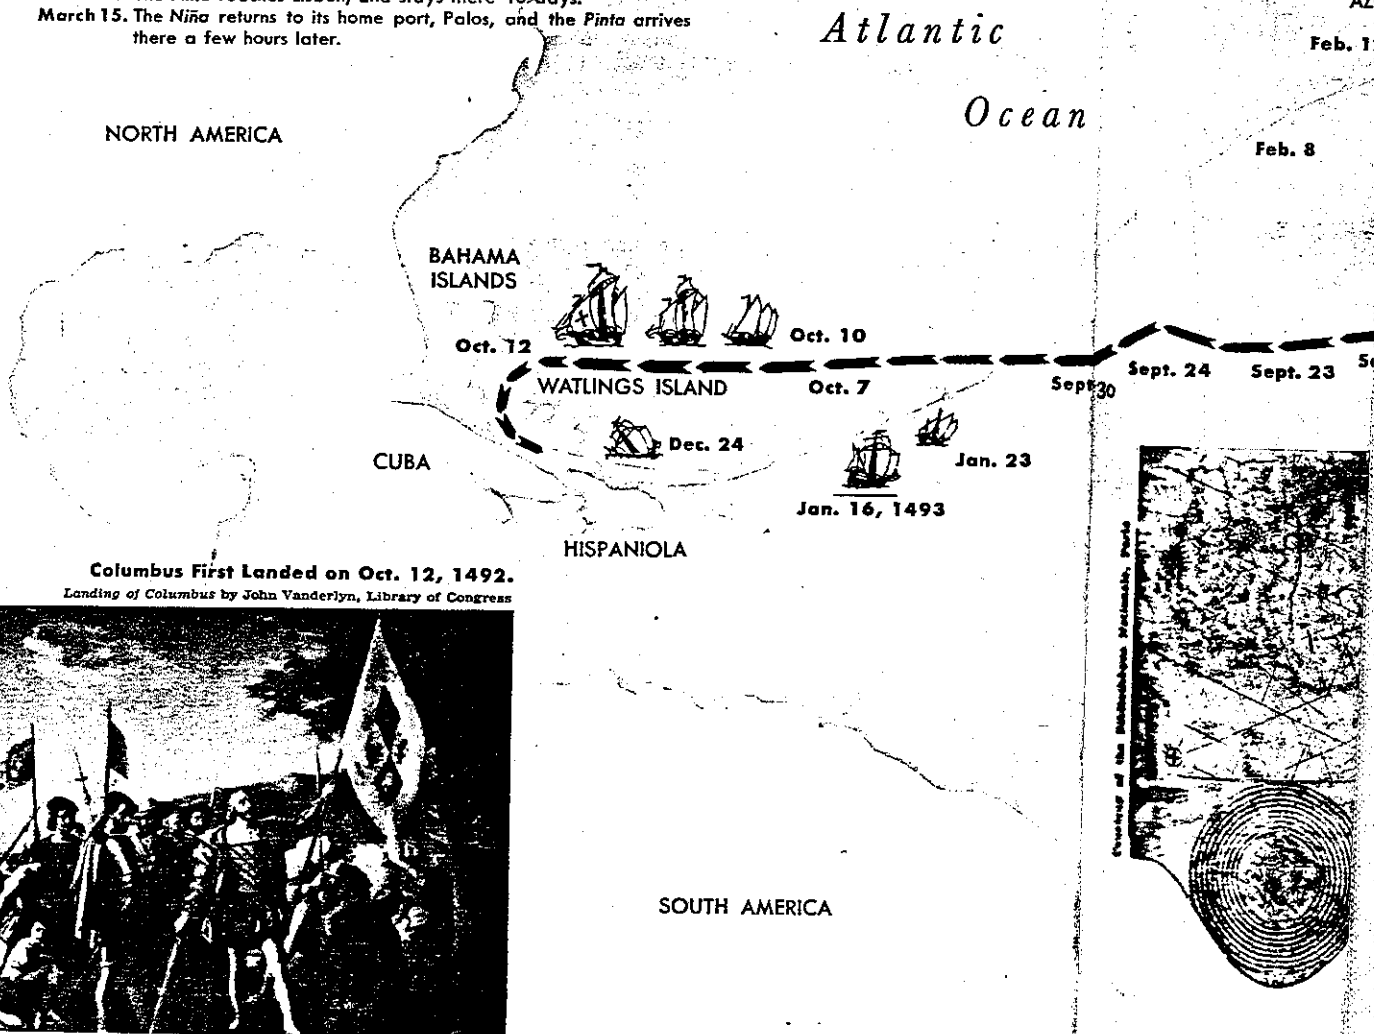 March 15. The Niña returns to its home port, Palos, and the Pinta arrives
there a few hours later.
Atlantic
Ocean
Feb. 8
NORTH AMERICA
BAHAMA
ISLANDS
Oct. 12
Oct. 10
WATLINGS ISLAND
Oct. 7
Sept 30
Sept. 24
Sept. 23
Dec. 24
CUBA
Jan. 23
Jan. 16, 1493
HISPANIOLA
Columbus First Landed on Oct. 12, 1492.
Landing of Columbus by John Vanderlyn, Library of Congress
SOUTH AMERICA